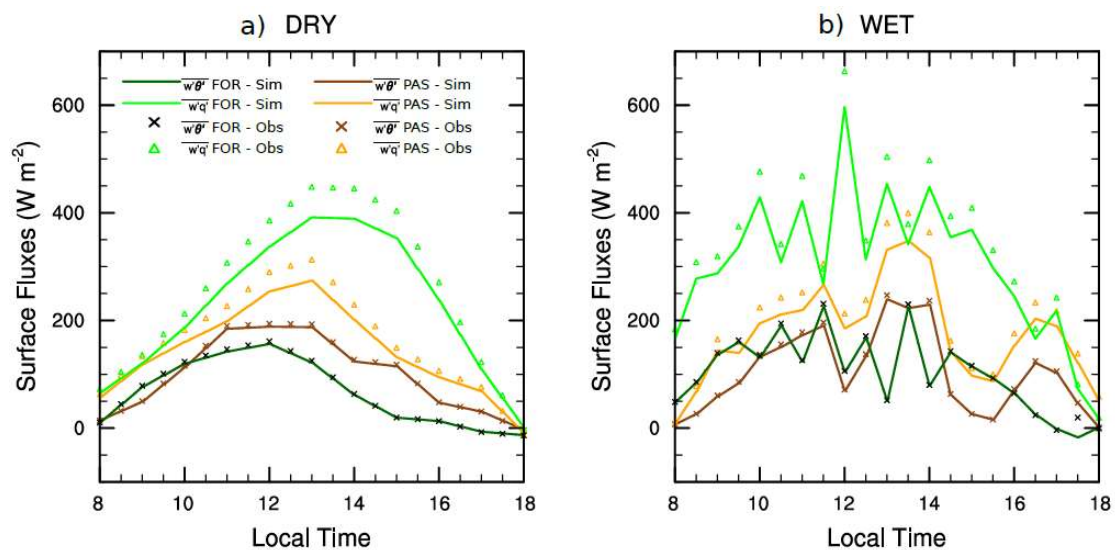 a) DRY
b) WET
w'θ' FOR - Sim
w'θ' PAS - Sim
w'q' FOR - Sim
w'q' PAS - Sim
w'θ' FOR - Obs
w'θ' PAS - Obs
w'q' FOR - Obs
w'q' PAS - Obs
Surface Fluxes (W m⁻²)
600
400
200
0
8 10 12 14 16 18
Local Time
Surface Fluxes (W m⁻²)
600
400
200
0
8 10 12 14 16 18
Local Time